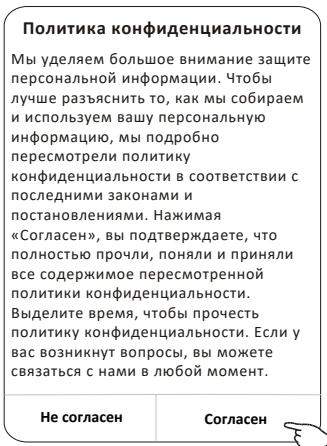 Политика конфиденциальности
Мы уделяем большое внимание защите
персональной информации. Чтобы
лучше разъяснить то, как мы собираем
и используем вашу персональную
информацию, мы подробно
пересмотрели политику
конфиденциальности в соответствии с
последними законами и
постановлениями. Нажимая
«Согласен», вы подтверждаете, что
полностью прочли, поняли и приняли
все содержимое пересмотренной
политики конфиденциальности.
Выделите время, чтобы прочесть
политику конфиденциальности. Если у
вас возникнут вопросы, вы можете
связаться с нами в любой момент.
Не согласен Согласен